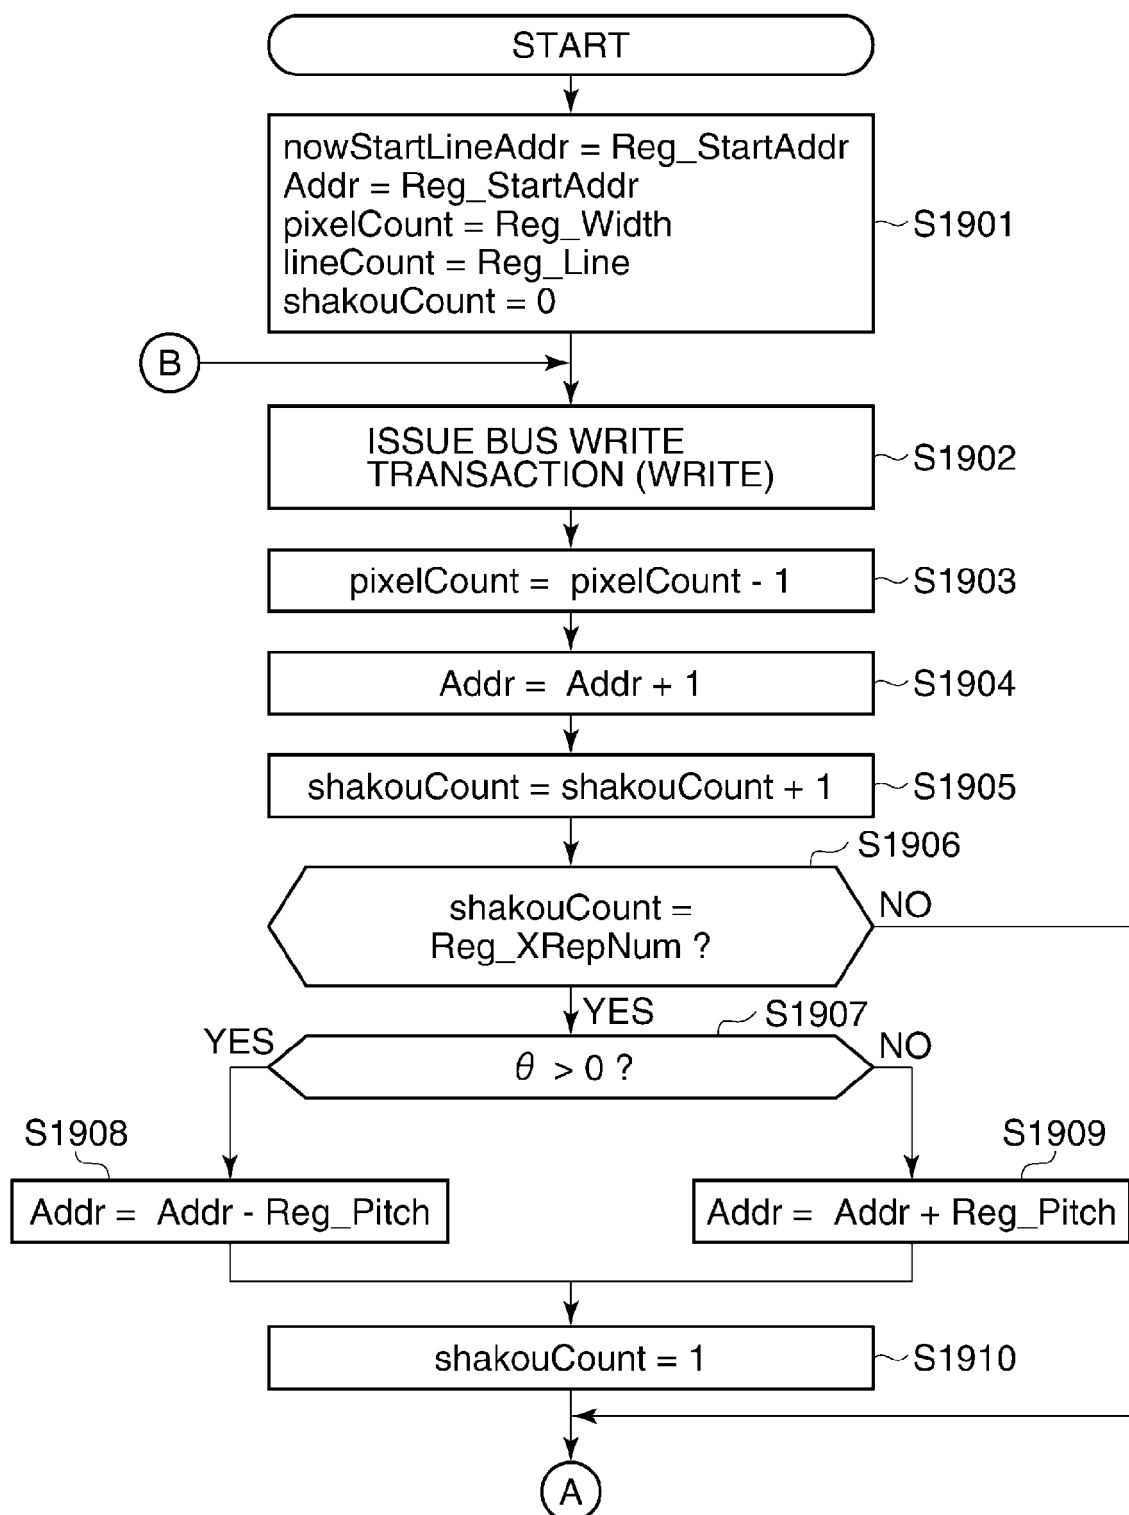 START
nowStartLineAddr = Reg_StartAddr
Addr = Reg_StartAddr
pixelCount = Reg_Width
lineCount = Reg_Line
shakouCount = 0
S1901
B
ISSUE BUS WRITE
TRANSACTION (WRITE)
S1902
pixelCount = pixelCount - 1
S1903
Addr = Addr + 1
S1904
shakouCount = shakouCount + 1
S1905
S1906
shakouCount =
Reg_XRepNum ?
NO
YES
S1907
YES
θ > 0 ?
NO
S1908
Addr = Addr - Reg_Pitch
S1909
Addr = Addr + Reg_Pitch
shakouCount = 1
S1910
A